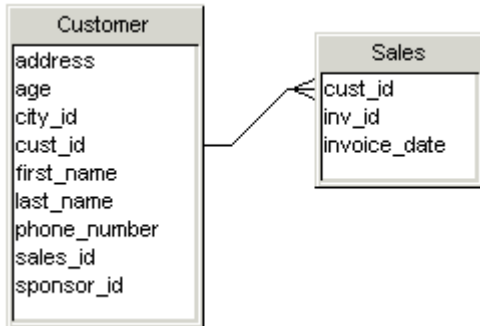 Customer
address
age
city_id
cust_id
first_name
last_name
phone_number
sales_id
sponsor_id
Sales
cust_id
inv_id
invoice_date